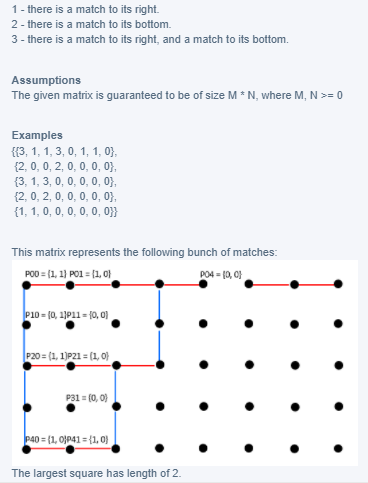 1 - there is a match to its right.
2 - there is a match to its bottom.
3 - there is a match to its right, and a match to its bottom.
Assumptions
The given matrix is guaranteed to be of size M * N, where M, N >= 0
Examples
{{3, 1, 1, 3, 0, 1, 1, 0},
{2, 0, 0, 2, 0, 0, 0, 0},
{3, 1, 3, 0, 0, 0, 0, 0},
{2, 0, 2, 0, 0, 0, 0, 0},
{1, 1, 0, 0, 0, 0, 0, 0}}
This matrix represents the following bunch of matches:
P00 = {1, 1} P01 = {1, 0} P04 = {0, 0}
P10 = {0, 1}P11 = {0, 0}
P20 = {1, 1}P21 = {1, 0}
P31 = {0, 0}
P40 = {1, 0}P41 = {1, 0}
The largest square has length of 2.